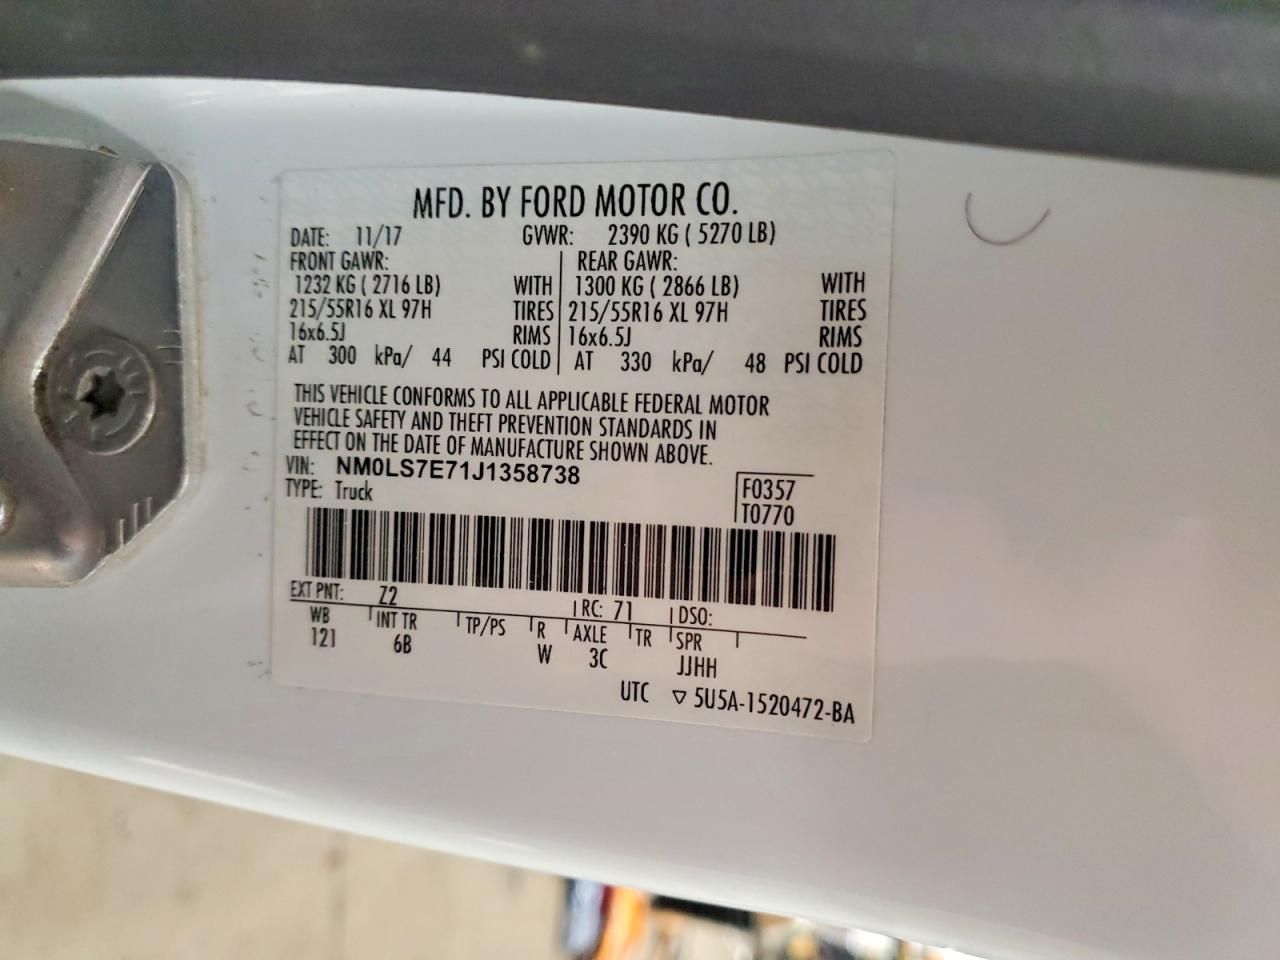 MFD. BY FORD MOTOR CO.
DATE: 11/17 GVWR: 2390 KG ( 5270 LB)
FRONT GAWR: REAR GAWR:
1232 KG ( 2716 LB) WITH 1300 KG ( 2866 LB) WITH
215/55R16 XL 97H TIRES 215/55R16 XL 97H TIRES
16x6.5J RIMS 16x6.5J RIMS
AT 300 kPa/ 44 PSI COLD AT 330 kPa/ 48 PSI COLD
THIS VEHICLE CONFORMS TO ALL APPLICABLE FEDERAL MOTOR
VEHICLE SAFETY AND THEFT PREVENTION STANDARDS IN
EFFECT ON THE DATE OF MANUFACTURE SHOWN ABOVE.
VIN: NM0LS7E71J1358738
TYPE: Truck
F0357
T0770
EXT PNT: Z2 RC: 71 DSO:
WB INT TR TP/PS R AXLE TR SPR
121 6B W 3C JJHH
UTC ▽ 5U5A-1520472-BA